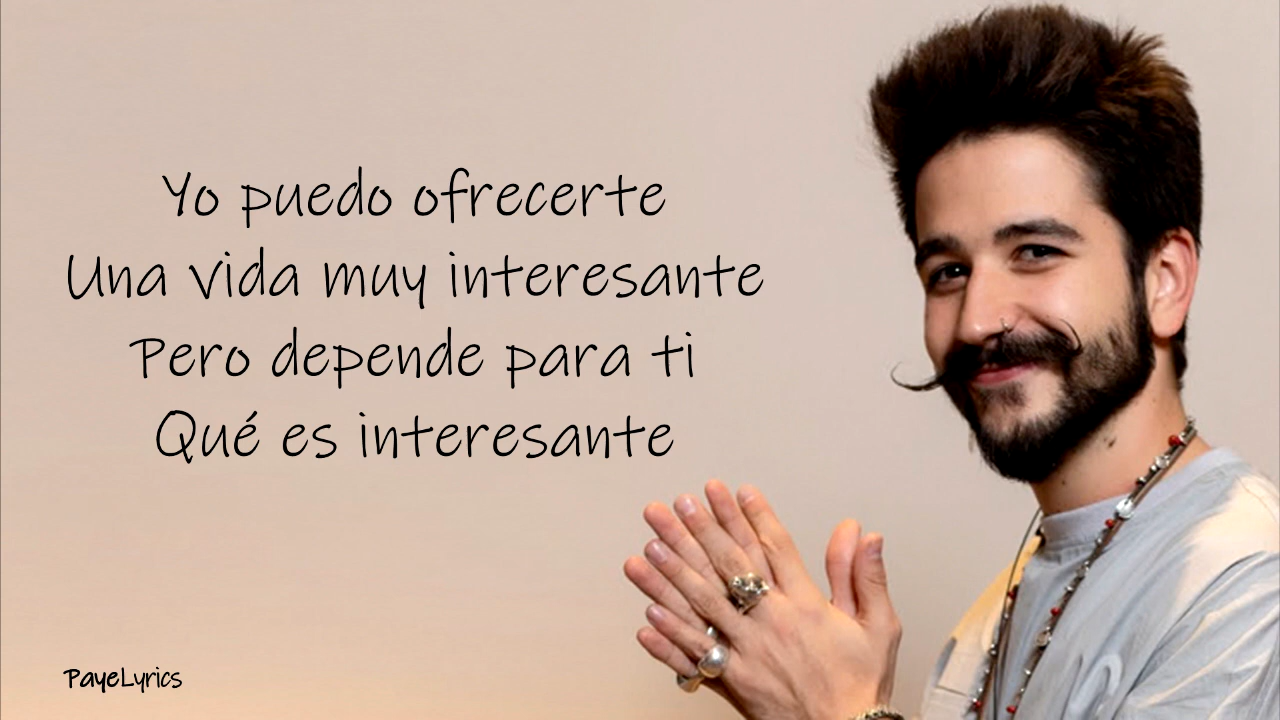 Yo puedo ofrecerte
Una vida muy interesante
Pero depende para ti
Qué es interesante
PayeLyrics